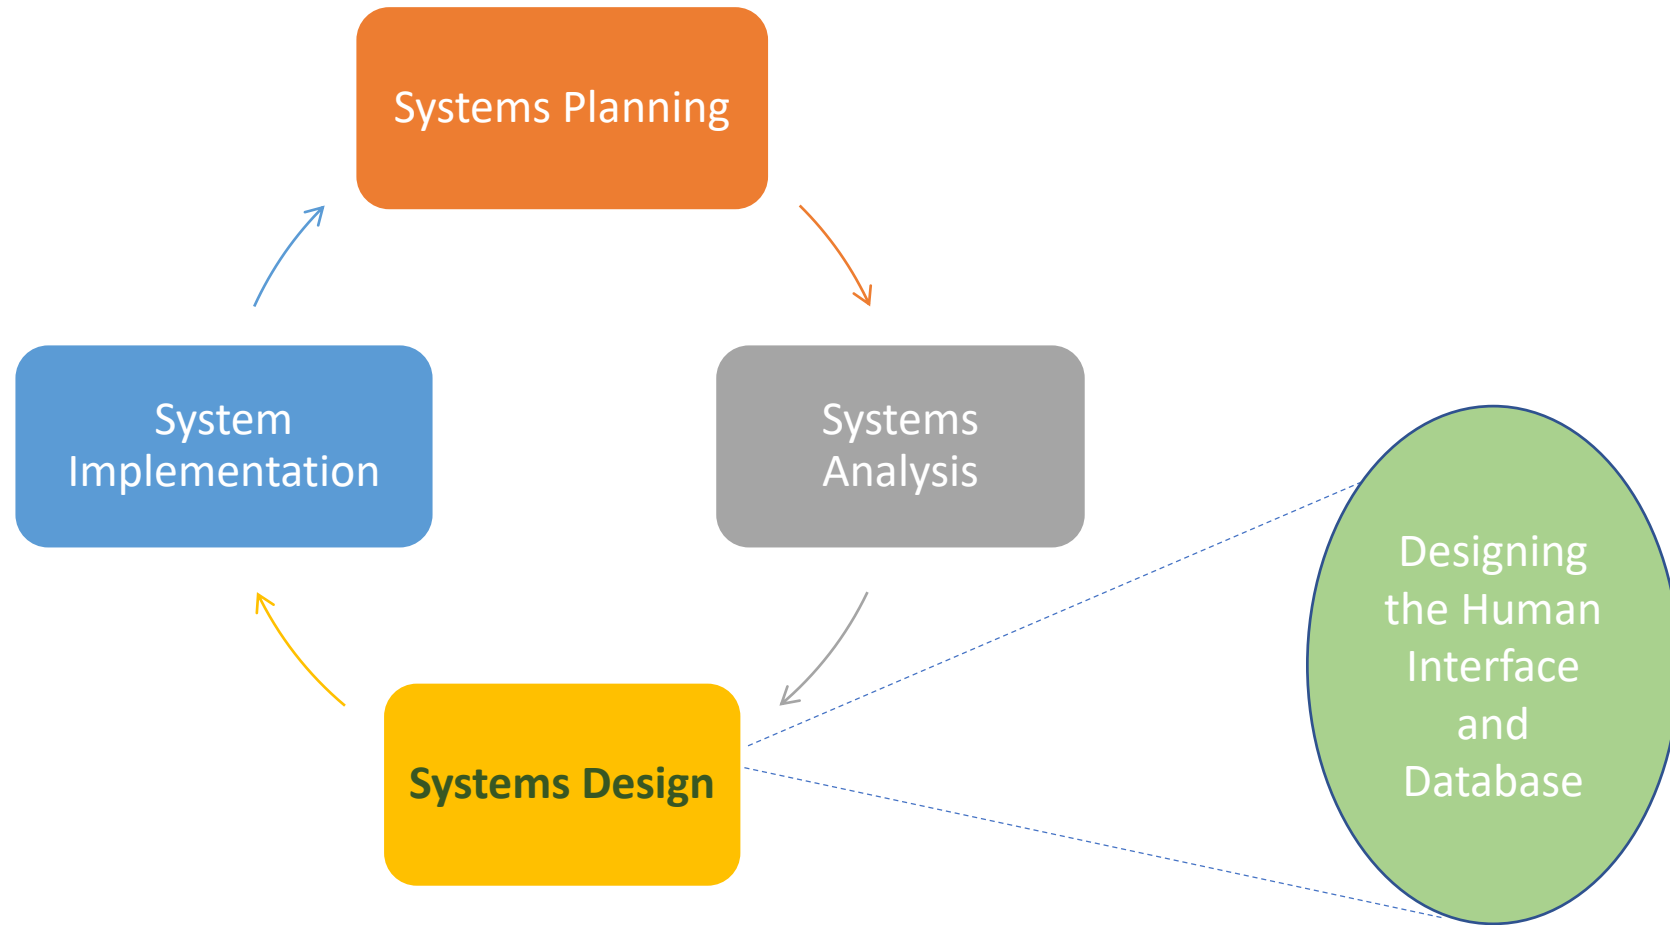 Systems Planning
System
Implementation
Systems
Analysis
Systems Design
Designing
the Human
Interface
and
Database